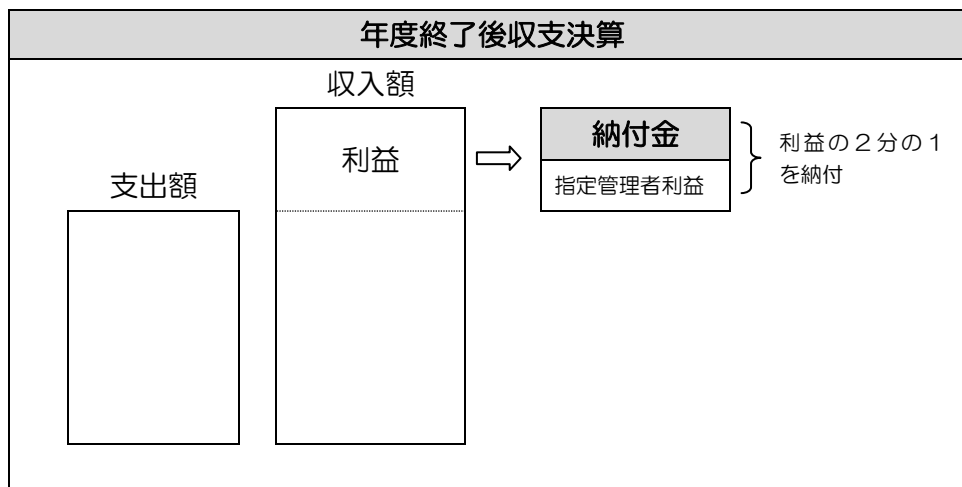 年度終了後収支決算
収入額
支出額
利益
納付金
指定管理者利益
利益の２分の１
を納付